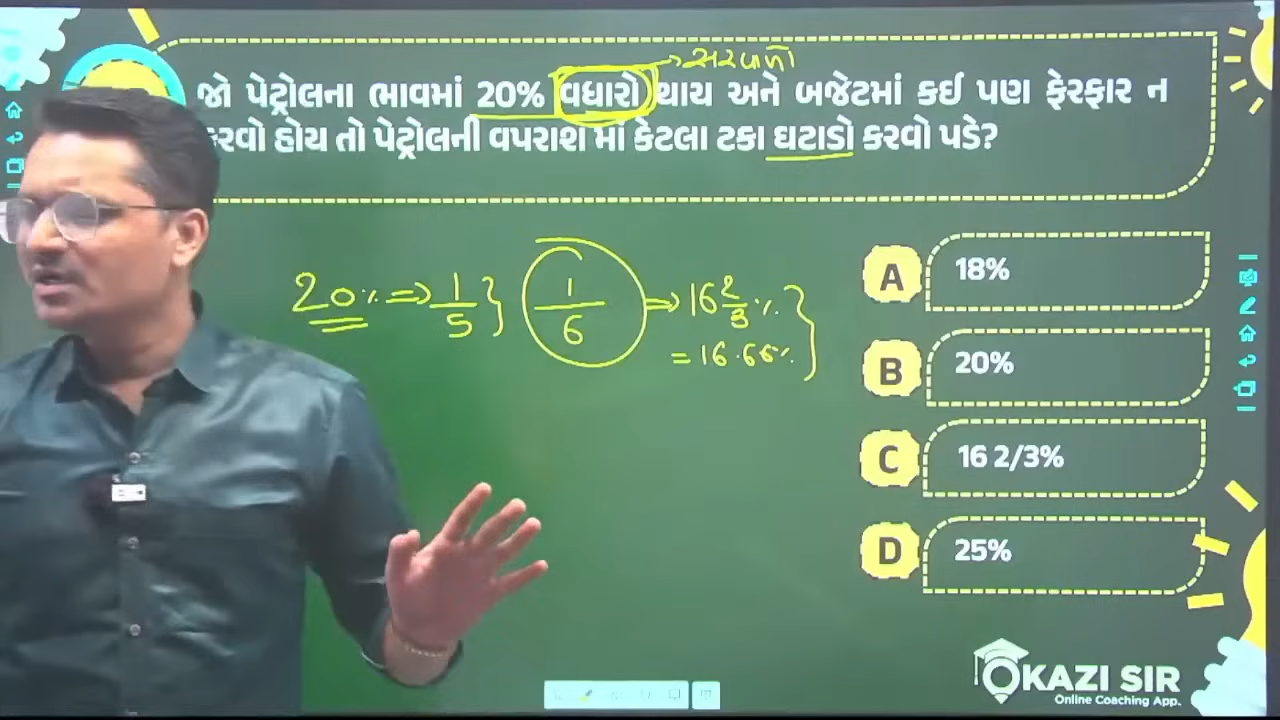 → સરવાળો
જો પેટ્રોલના ભાવમાં 20% વધારો થાય અને બજેટમાં કઈ પણ ફેરફાર ન
કરવો હોય તો પેટ્રોલની વપરાશ માં કેટલા ટકા ઘટાડો કરવો પડે?
20% ⇒ 1/5 } 1/6 ⇒ 16 2/3 % }
= 16.66%
A 18%
B 20%
C 16 2/3%
D 25%
KAZI SIR
Online Coaching App.